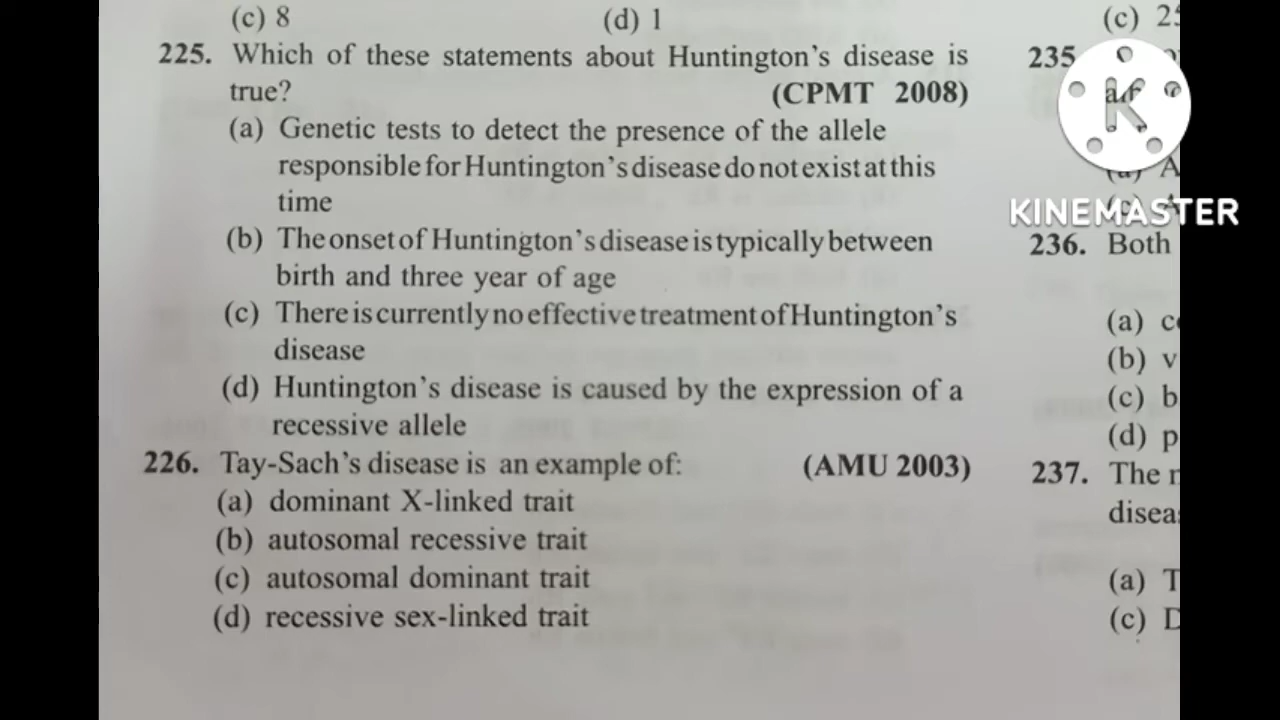 (c) 8 (d) 1
225. Which of these statements about Huntington's disease is
true? (CPMT 2008)
(a) Genetic tests to detect the presence of the allele
responsible for Huntington's disease do not exist at this
time
(b) The onset of Huntington's disease is typically between
birth and three year of age
(c) There is currently no effective treatment of Huntington's
disease
(d) Huntington's disease is caused by the expression of a
recessive allele
226. Tay-Sach's disease is an example of: (AMU 2003)
(a) dominant X-linked trait
(b) autosomal recessive trait
(c) autosomal dominant trait
(d) recessive sex-linked trait
(c)
235
K
KINEMASTER
236. Both
(a)
(b)
(c)
(d)
237. The
(a)
(c)